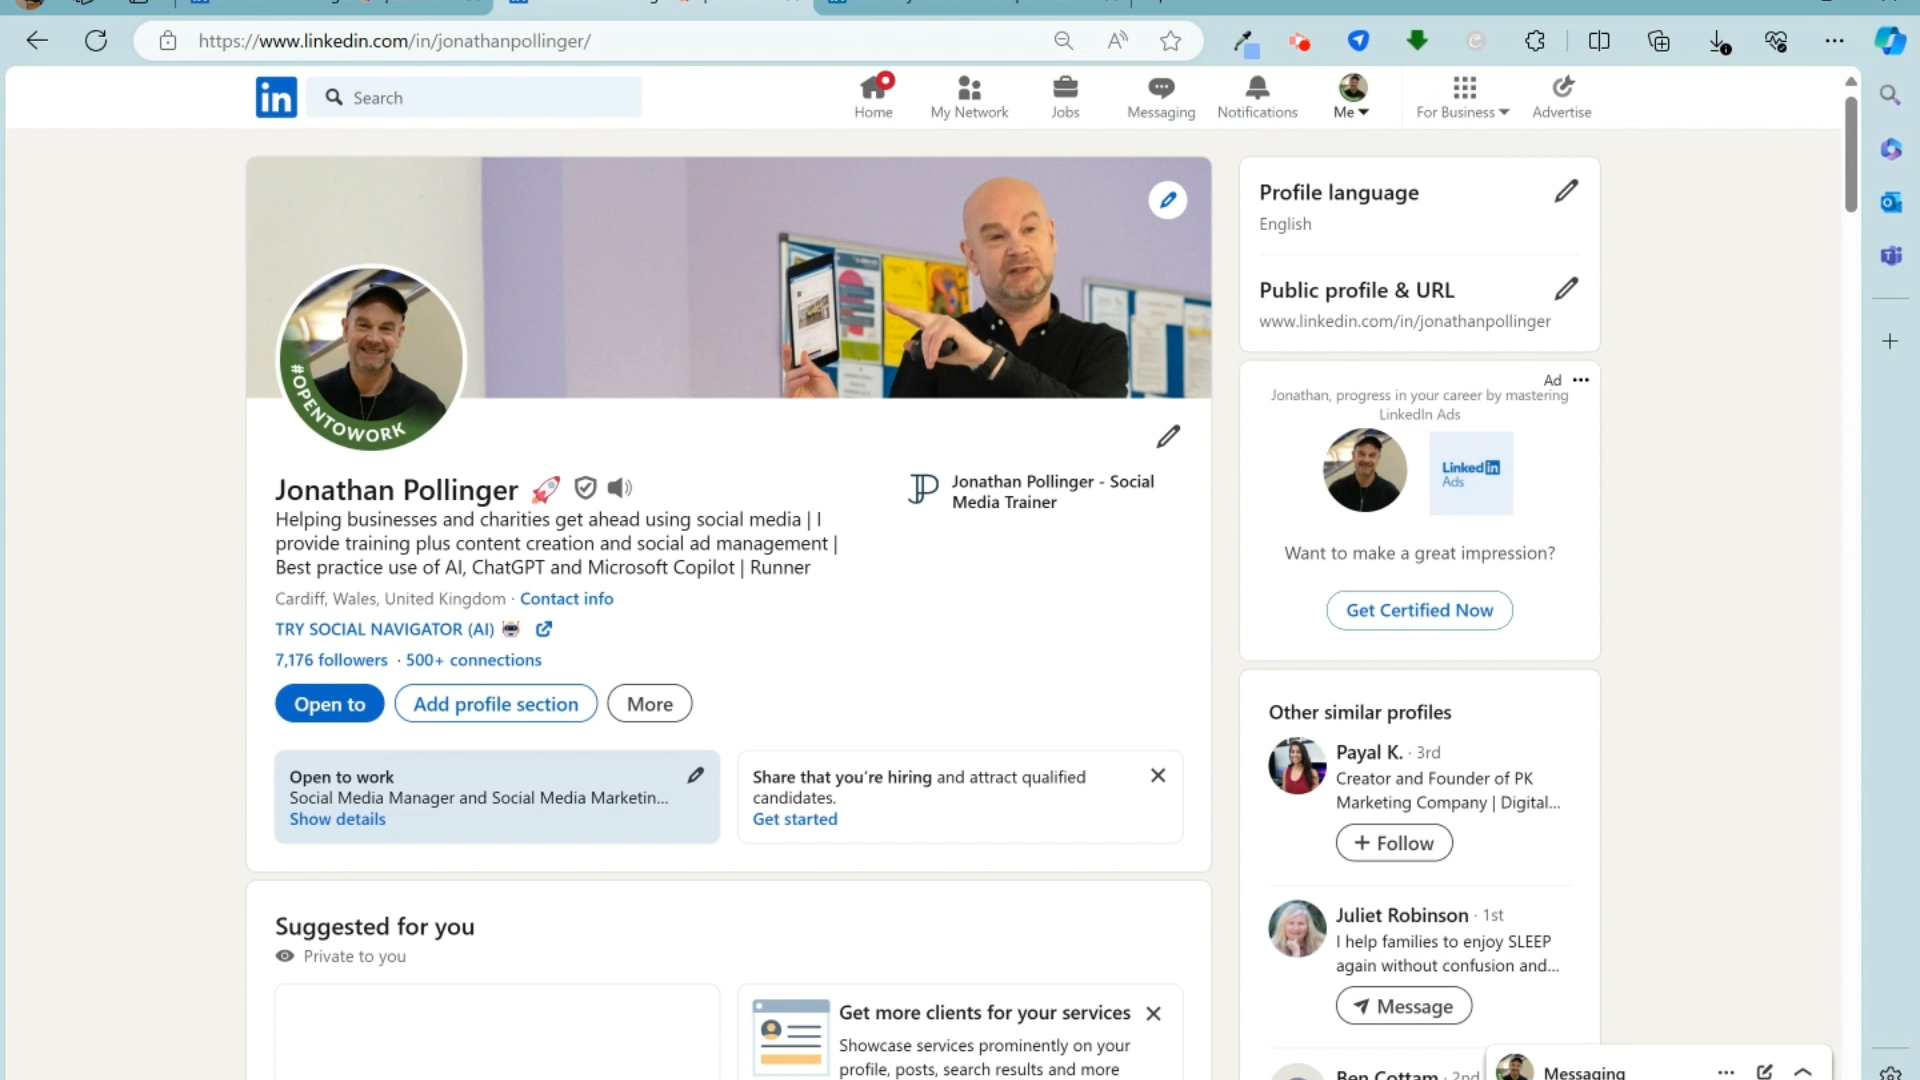 https://www.linkedin.com/in/jonathanpollinger/
in
Search
Home
My Network
Jobs
Messaging
Notifications
Me
For Business
Advertise
#OPENTOWORK
Jonathan Pollinger
Helping businesses and charities get ahead using social media | I
provide training plus content creation and social ad management |
Best practice use of AI, ChatGPT and Microsoft Copilot | Runner
Cardiff, Wales, United Kingdom · Contact info
TRY SOCIAL NAVIGATOR (AI)
7,176 followers · 500+ connections
Open to
Add profile section
More
JP
Jonathan Pollinger - Social
Media Trainer
Open to work
Social Media Manager and Social Media Marketin...
Show details
Share that you're hiring and attract qualified
candidates.
Get started
Suggested for you
Private to you
Get more clients for your services
Showcase services prominently on your
profile, posts, search results and more
Profile language
English
Public profile & URL
www.linkedin.com/in/jonathanpollinger
Ad
Jonathan, progress in your career by mastering
LinkedIn Ads
Linked in
Ads
Want to make a great impression?
Get Certified Now
Other similar profiles
Payal K. · 3rd
Creator and Founder of PK
Marketing Company | Digital...
+ Follow
Juliet Robinson · 1st
I help families to enjoy SLEEP
again without confusion and...
Message
Ben Cottam · 2nd
Messaging